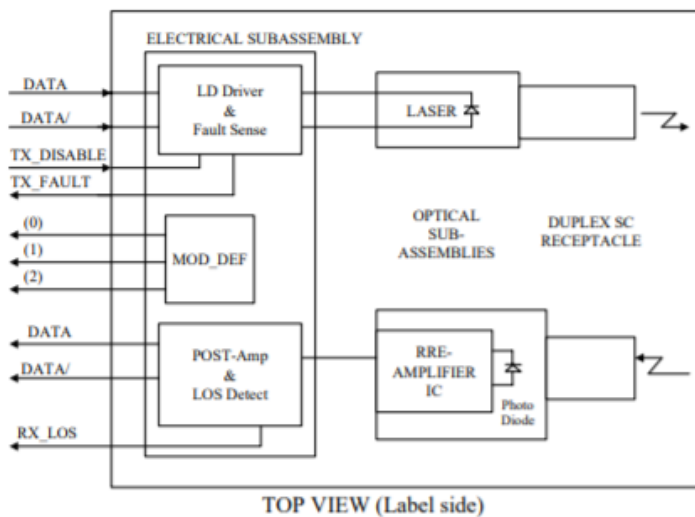 ELECTRICAL SUBASSEMBLY
DATA
DATA/
TX_DISABLE
TX_FAULT
LD Driver
&
Fault Sense
LASER
(0)
(1)
(2)
MOD_DEF
OPTICAL
SUB-
ASSEMBLIES
DUPLEX SC
RECEPTACLE
DATA
DATA/
RX_LOS
POST-Amp
&
LOS Detect
RRE-
AMPLIFIER
IC
Photo
Diode
TOP VIEW (Label side)